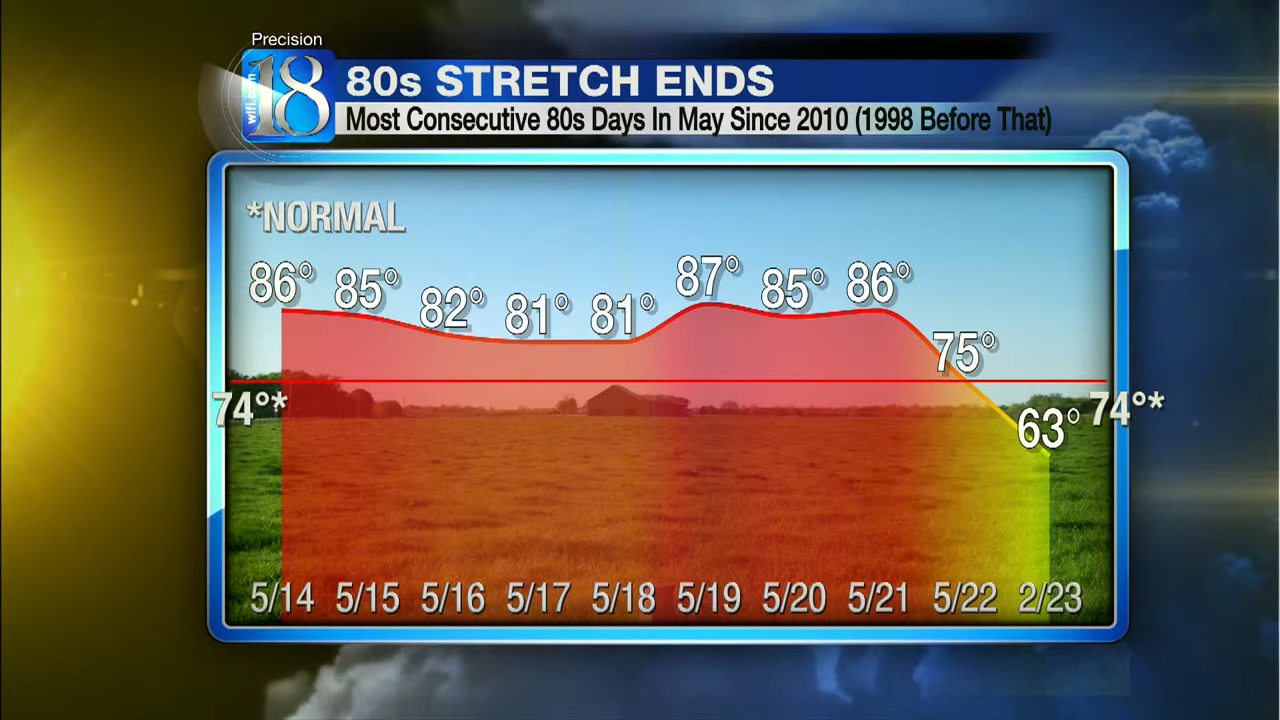 Precision
wlfi.com
18
80s STRETCH ENDS
Most Consecutive 80s Days In May Since 2010 (1998 Before That)
*NORMAL
86° 85° 82° 81° 81° 87° 85° 86° 75° 63°
74°* 74°*
5/14 5/15 5/16 5/17 5/18 5/19 5/20 5/21 5/22 2/23